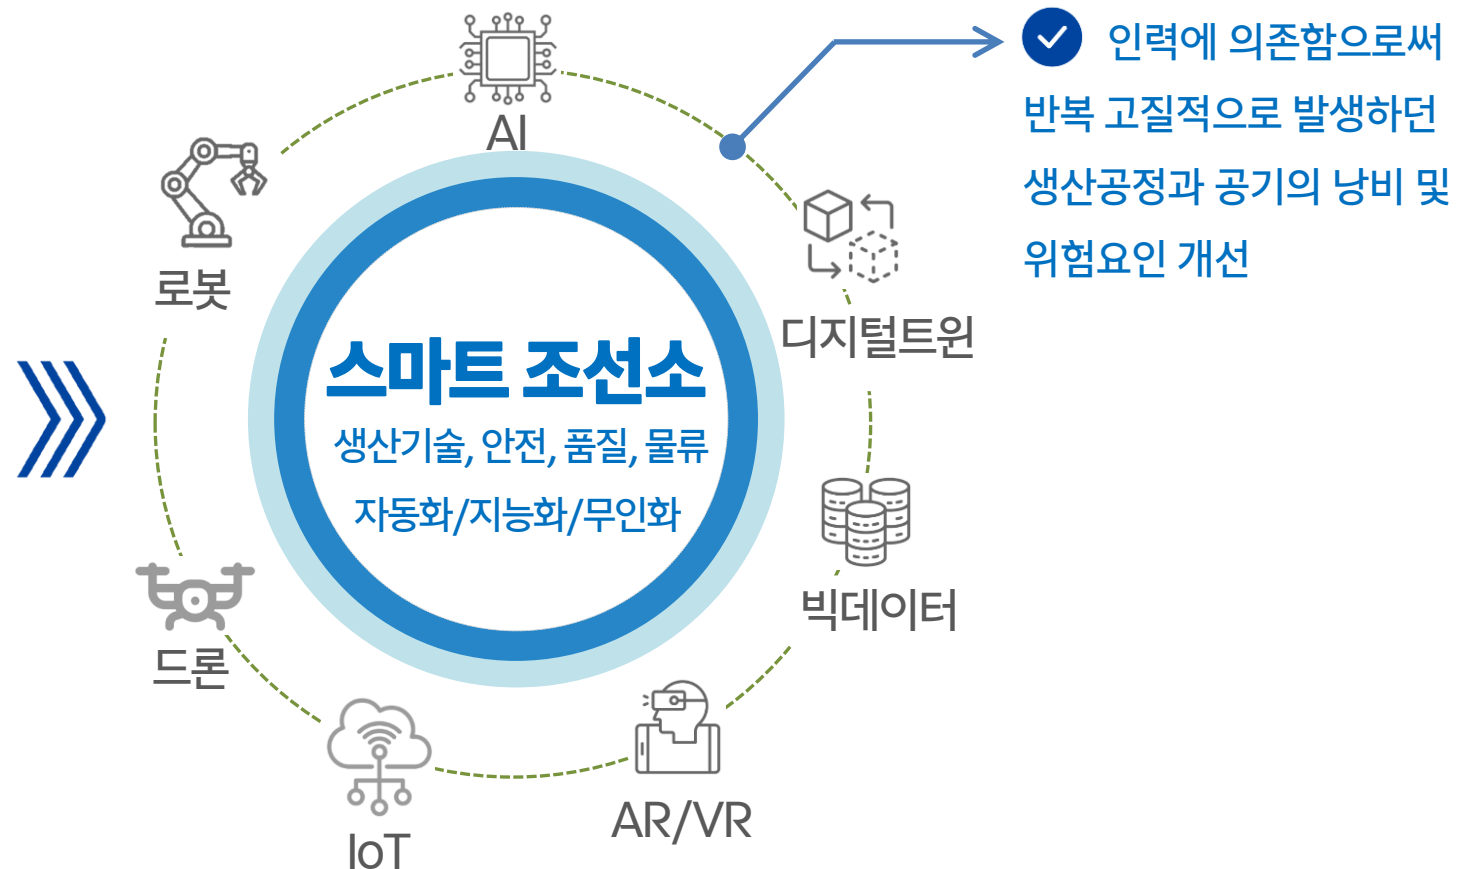 AI
인력에 의존함으로써
반복 고질적으로 발생하던
생산공정과 공기의 낭비 및
위험요인 개선
로봇
디지털트윈
스마트 조선소
생산기술, 안전, 품질, 물류
자동화/지능화/무인화
빅데이터
드론
AR/VR
IoT